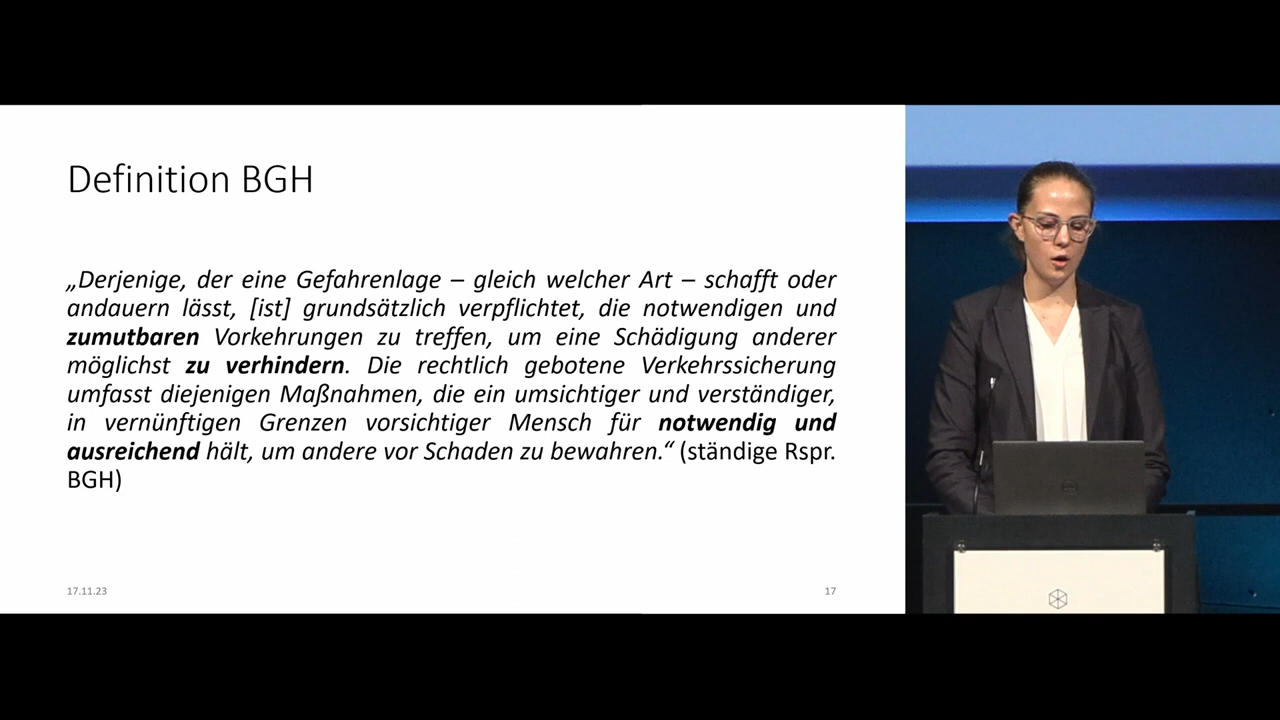 Definition BGH
„Derjenige, der eine Gefahrenlage – gleich welcher Art – schafft oder
andauern lässt, [ist] grundsätzlich verpflichtet, die notwendigen und
zumutbaren Vorkehrungen zu treffen, um eine Schädigung anderer
möglichst zu verhindern. Die rechtlich gebotene Verkehrssicherung
umfasst diejenigen Maßnahmen, die ein umsichtiger und verständiger,
in vernünftigen Grenzen vorsichtiger Mensch für notwendig und
ausreichend hält, um andere vor Schaden zu bewahren.“ (ständige Rspr.
BGH)
17.11.23
17